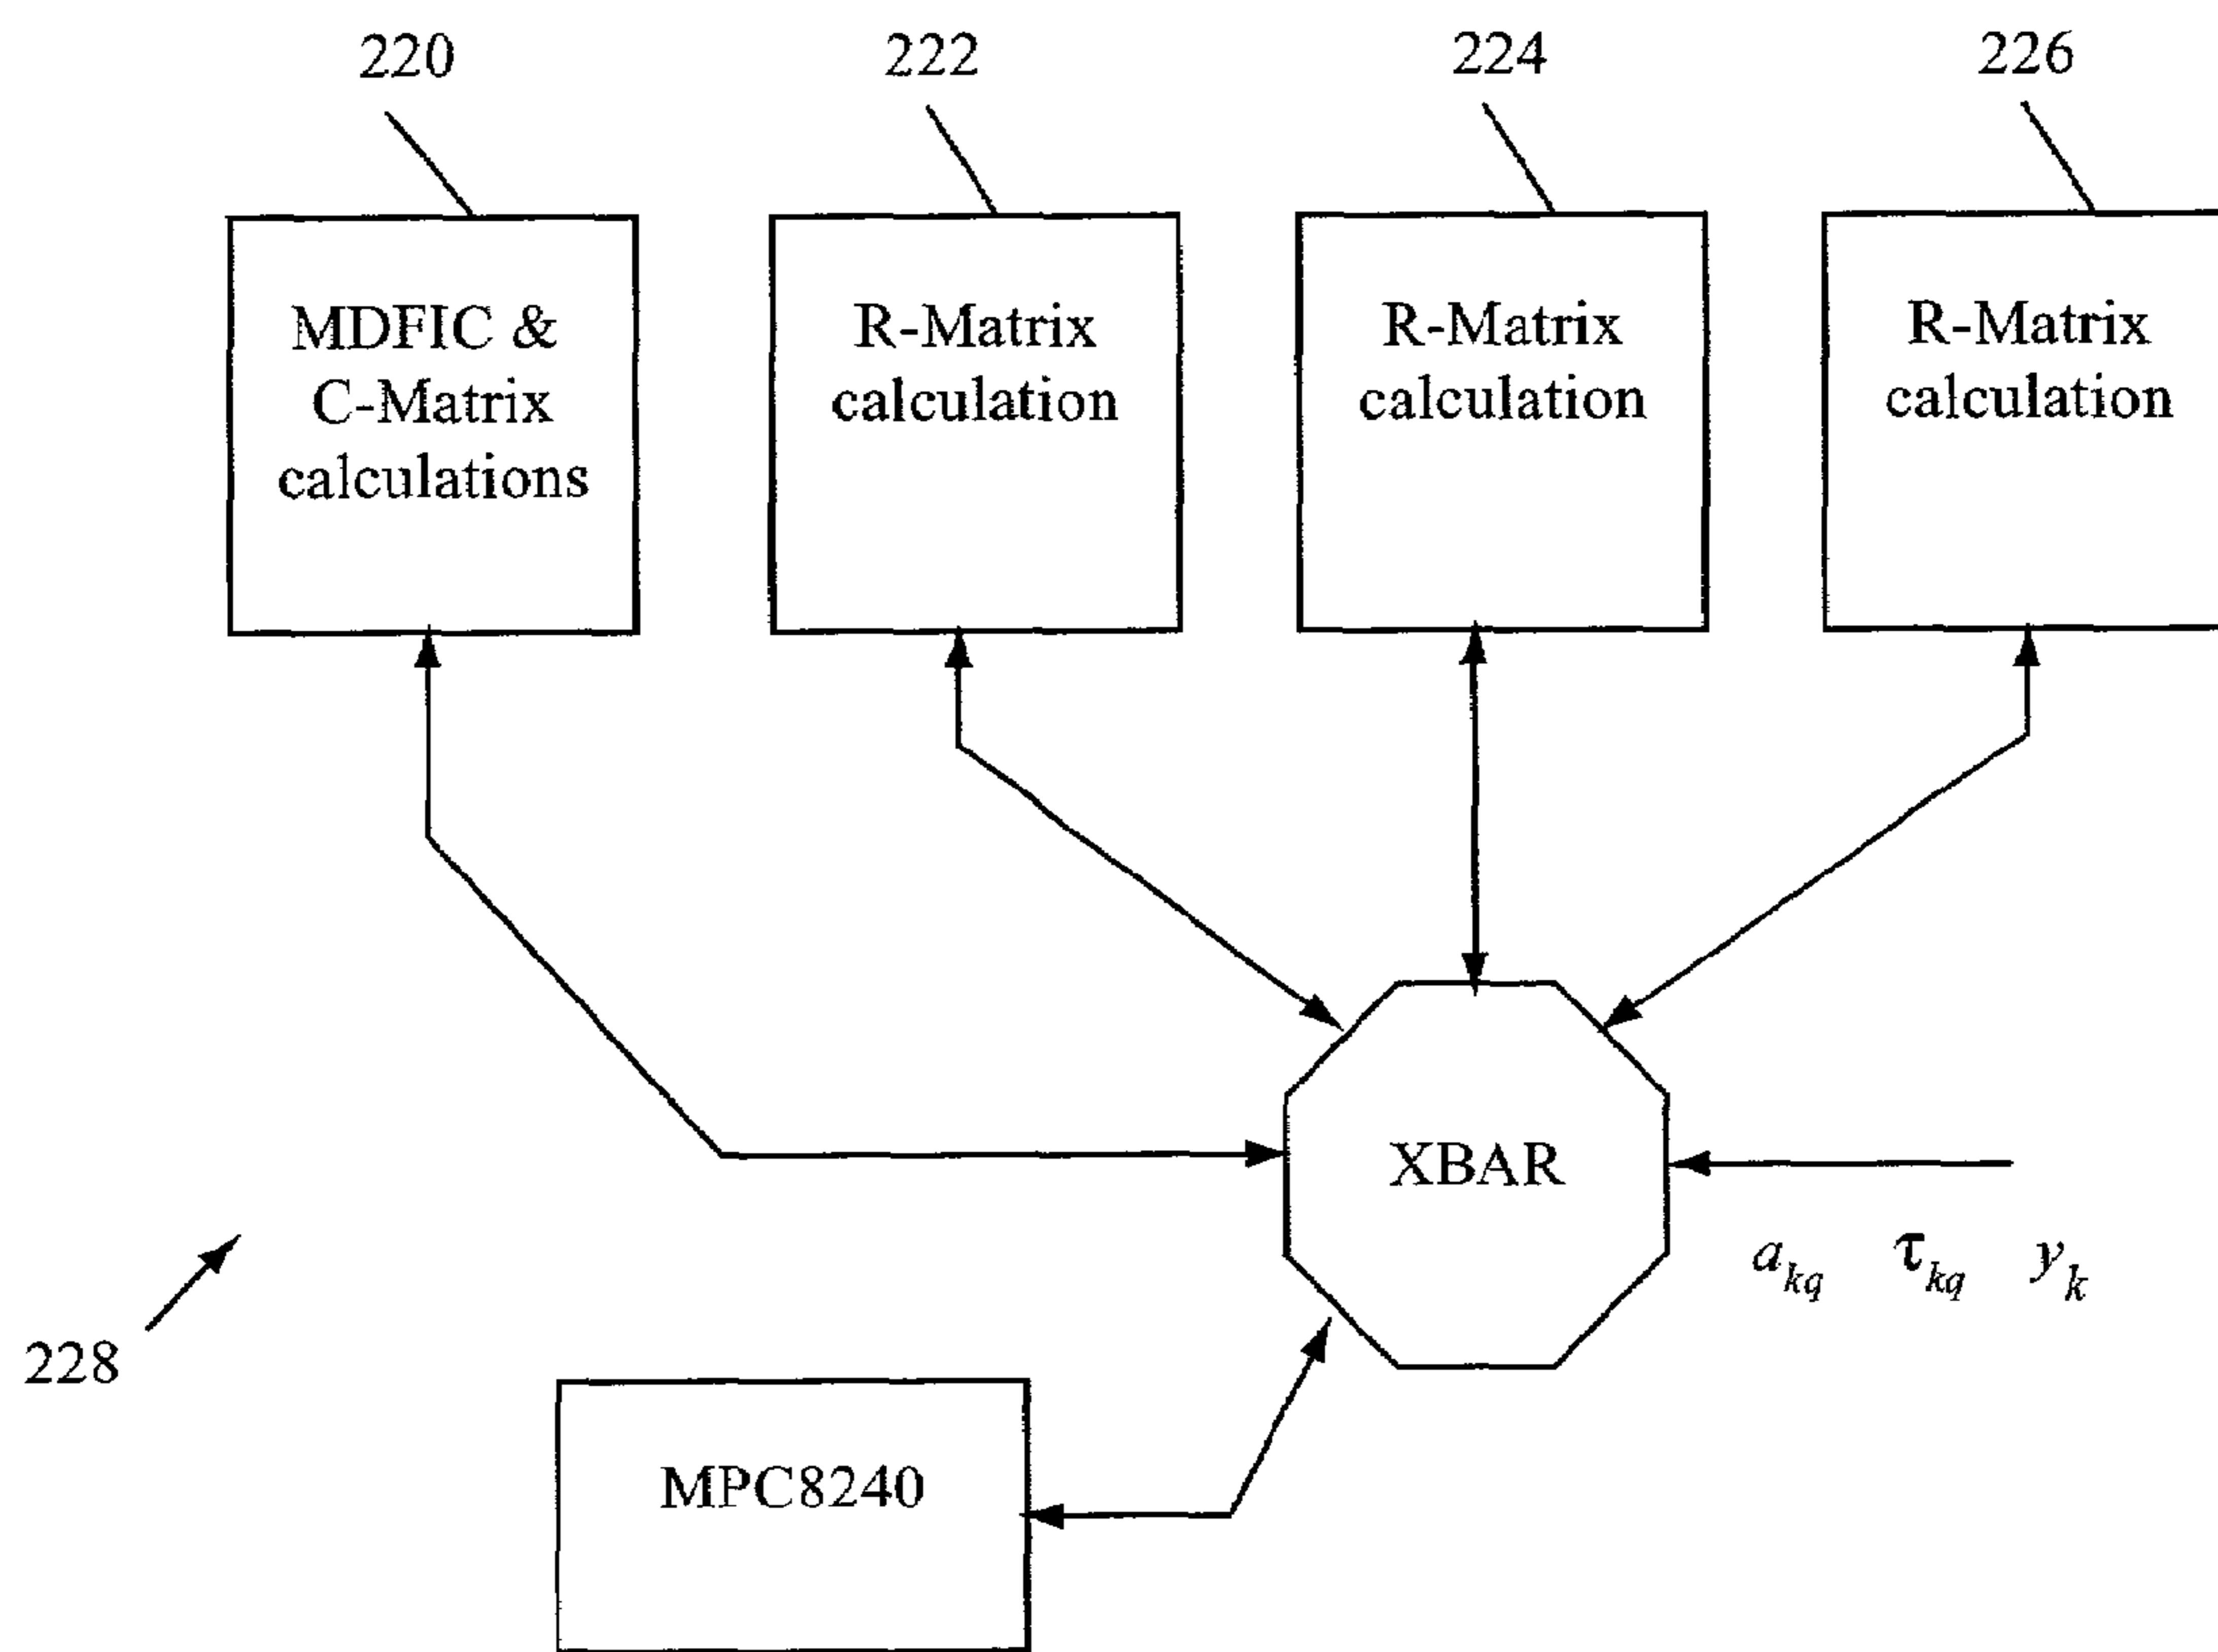 220
222
224
226
MDFIC &
C-Matrix
calculations
R-Matrix
calculation
R-Matrix
calculation
R-Matrix
calculation
XBAR
a_kq τ_kq y_k
228
MPC8240